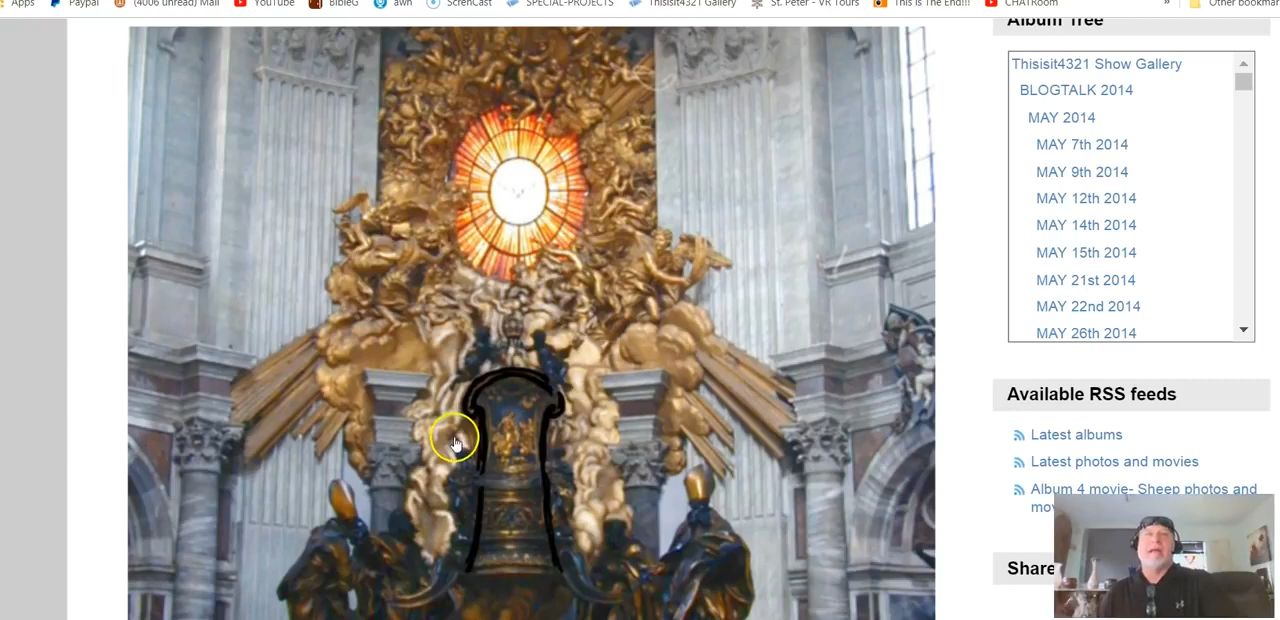 Apps
Paypal
(4006 unread) Mail
YouTube
BibleG
awn
ScrenCast
SPECIAL-PROJECTS
Thisisit4321 Gallery
St. Peter - VR Tours
This Is The End!!!
CHATRoom
»
Other bookmar
Album Tree
Thisisit4321 Show Gallery
BLOGTALK 2014
MAY 2014
MAY 7th 2014
MAY 9th 2014
MAY 12th 2014
MAY 14th 2014
MAY 15th 2014
MAY 21st 2014
MAY 22nd 2014
MAY 26th 2014
Available RSS feeds
Latest albums
Latest photos and movies
Album 4 movie- Sheep photos and
mov
Share